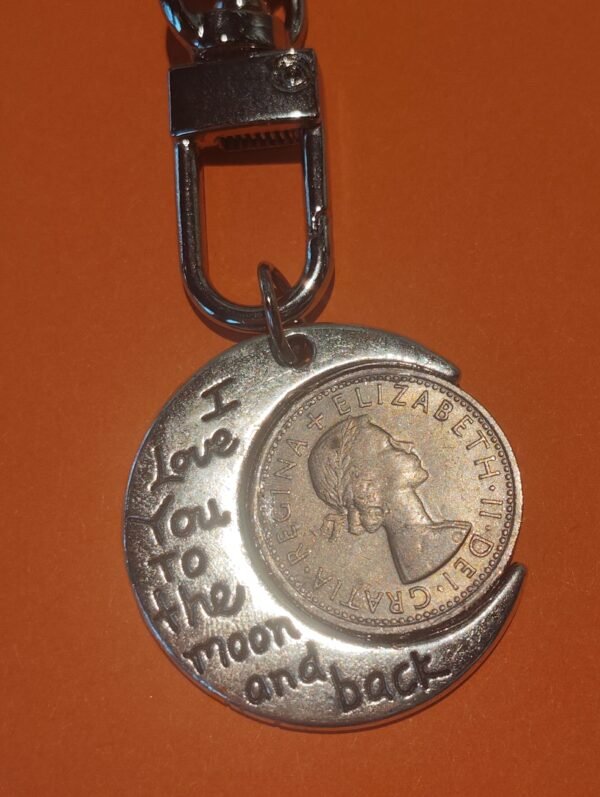 I
Love
You
To
the
moon
and back
+ ELIZABETH · II · DEI · GRATIA · REGINA